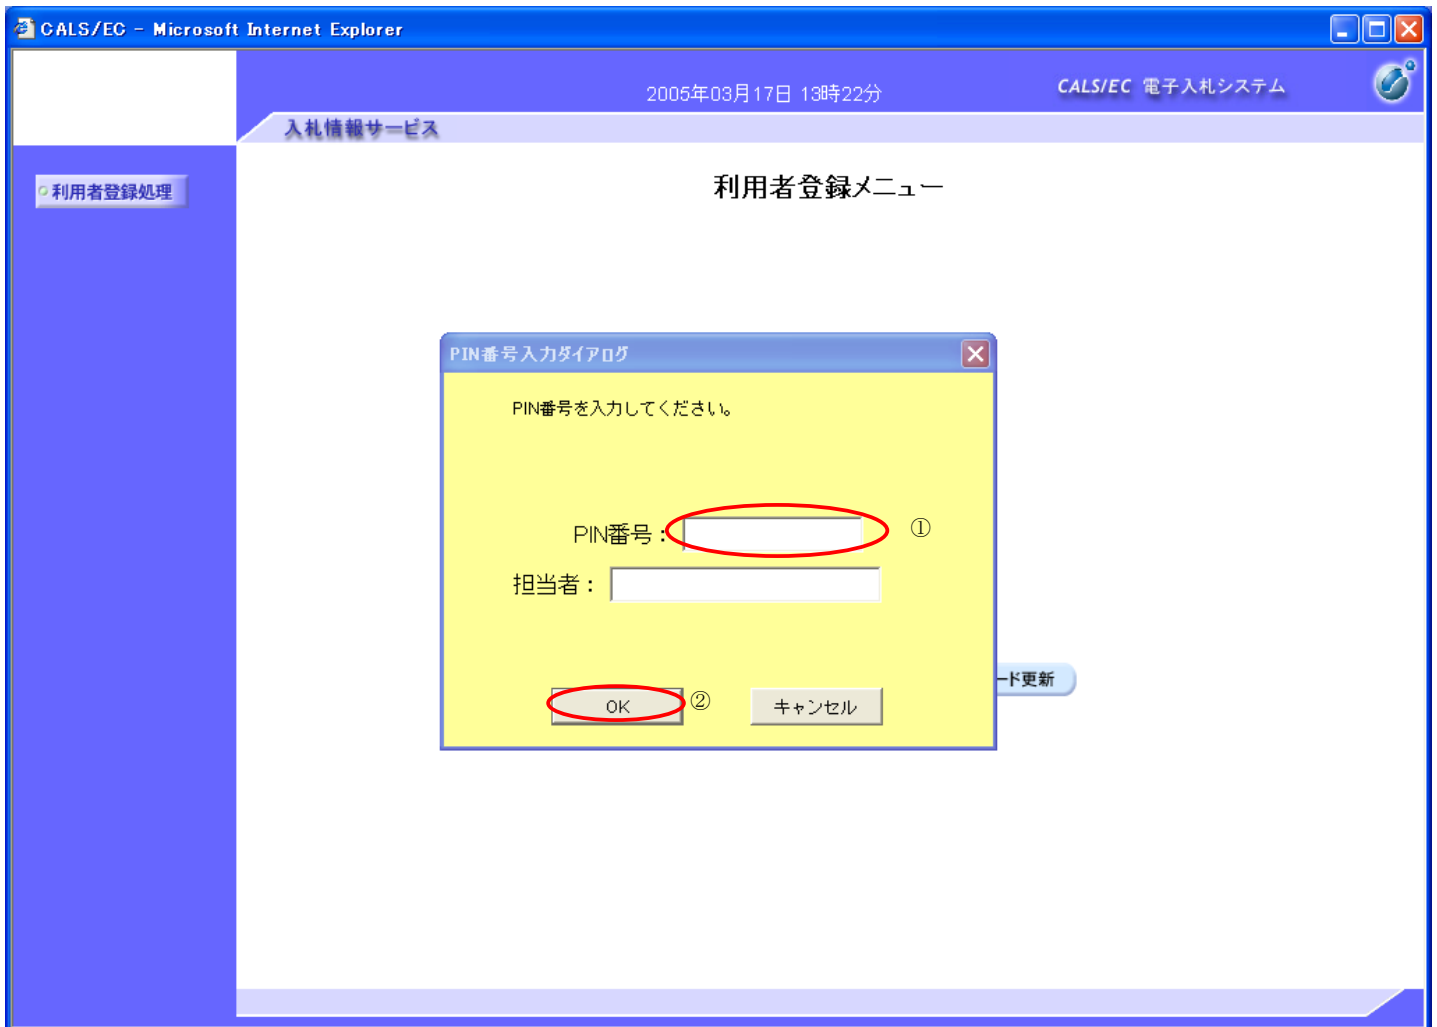 CALS/EC - Microsoft Internet Explorer
2005年03月17日 13時22分
CALS/EC 電子入札システム
入札情報サービス
利用者登録処理
利用者登録メニュー
PIN番号入力ダイアログ
PIN番号を入力してください。
PIN番号： ①
担当者：
ード更新
OK ② キャンセル